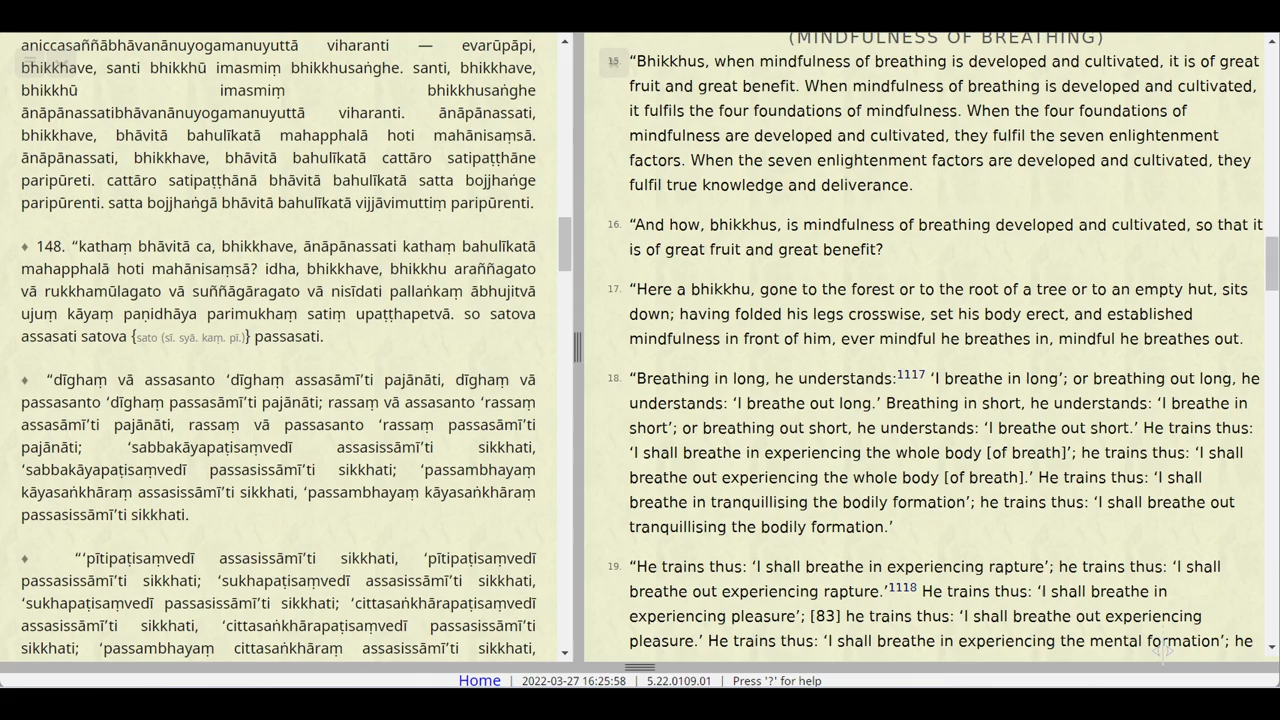 aniccasaññābhāvanānuyogamanuyuttā viharanti — evarūpāpi,
bhikkhave, santi bhikkhū imasmiṃ bhikkhusaṅghe. santi, bhikkhave,
bhikkhū imasmiṃ bhikkhusaṅghe
ānāpānassatibhāvanānuyogamanuyuttā viharanti. ānāpānassati,
bhikkhave, bhāvitā bahulīkatā mahapphalā hoti mahānisaṃsā.
ānāpānassati, bhikkhave, bhāvitā bahulīkatā cattāro satipaṭṭhāne
paripūreti. cattāro satipaṭṭhānā bhāvitā bahulīkatā satta bojjhaṅge
paripūrenti. satta bojjhaṅgā bhāvitā bahulīkatā vijjāvimuttiṃ paripūrenti.
♦ 148. “kathaṃ bhāvitā ca, bhikkhave, ānāpānassati kathaṃ bahulīkatā
mahapphalā hoti mahānisaṃsā? idha, bhikkhave, bhikkhu araññagato
vā rukkhamūlagato vā suññāgāragato vā nisīdati pallaṅkaṃ ābhujitvā
ujuṃ kāyaṃ paṇidhāya parimukhaṃ satiṃ upaṭṭhapetvā. so satova
assasati satova {sato (sī. syā. kaṃ. pī.)} passasati.
♦ “dīghaṃ vā assasanto ‘dīghaṃ assasāmī’ti pajānāti, dīghaṃ vā
passasanto ‘dīghaṃ passasāmī’ti pajānāti; rassaṃ vā assasanto ‘rassaṃ
assasāmī’ti pajānāti, rassaṃ vā passasanto ‘rassaṃ passasāmī’ti
pajānāti; ‘sabbakāyapaṭisaṃvedī assasissāmī’ti sikkhati,
‘sabbakāyapaṭisaṃvedī passasissāmī’ti sikkhati; ‘passambhayaṃ
kāyasaṅkhāraṃ assasissāmī’ti sikkhati, ‘passambhayaṃ kāyasaṅkhāraṃ
passasissāmī’ti sikkhati.
♦ “‘pītipaṭisaṃvedī assasissāmī’ti sikkhati, ‘pītipaṭisaṃvedī
passasissāmī’ti sikkhati; ‘sukhapaṭisaṃvedī assasissāmī’ti sikkhati,
‘sukhapaṭisaṃvedī passasissāmī’ti sikkhati; ‘cittasaṅkhārapaṭisaṃvedī
assasissāmī’ti sikkhati, ‘cittasaṅkhārapaṭisaṃvedī passasissāmī’ti
sikkhati; ‘passambhayaṃ cittasaṅkhāraṃ assasissāmī’ti sikkhati,
(MINDFULNESS OF BREATHING)
15. “Bhikkhus, when mindfulness of breathing is developed and cultivated, it is of great
fruit and great benefit. When mindfulness of breathing is developed and cultivated,
it fulfils the four foundations of mindfulness. When the four foundations of
mindfulness are developed and cultivated, they fulfil the seven enlightenment
factors. When the seven enlightenment factors are developed and cultivated, they
fulfil true knowledge and deliverance.
16. “And how, bhikkhus, is mindfulness of breathing developed and cultivated, so that it
is of great fruit and great benefit?
17. “Here a bhikkhu, gone to the forest or to the root of a tree or to an empty hut, sits
down; having folded his legs crosswise, set his body erect, and established
mindfulness in front of him, ever mindful he breathes in, mindful he breathes out.
18. “Breathing in long, he understands:1117 ‘I breathe in long’; or breathing out long, he
understands: ‘I breathe out long.’ Breathing in short, he understands: ‘I breathe in
short’; or breathing out short, he understands: ‘I breathe out short.’ He trains thus:
‘I shall breathe in experiencing the whole body [of breath]’; he trains thus: ‘I shall
breathe out experiencing the whole body [of breath].’ He trains thus: ‘I shall
breathe in tranquillising the bodily formation’; he trains thus: ‘I shall breathe out
tranquillising the bodily formation.’
19. “He trains thus: ‘I shall breathe in experiencing rapture’; he trains thus: ‘I shall
breathe out experiencing rapture.’1118 He trains thus: ‘I shall breathe in
experiencing pleasure’; [83] he trains thus: ‘I shall breathe out experiencing
pleasure.’ He trains thus: ‘I shall breathe in experiencing the mental formation’; he
Home | 2022-03-27 16:25:58 | 5.22.0109.01 | Press '?' for help